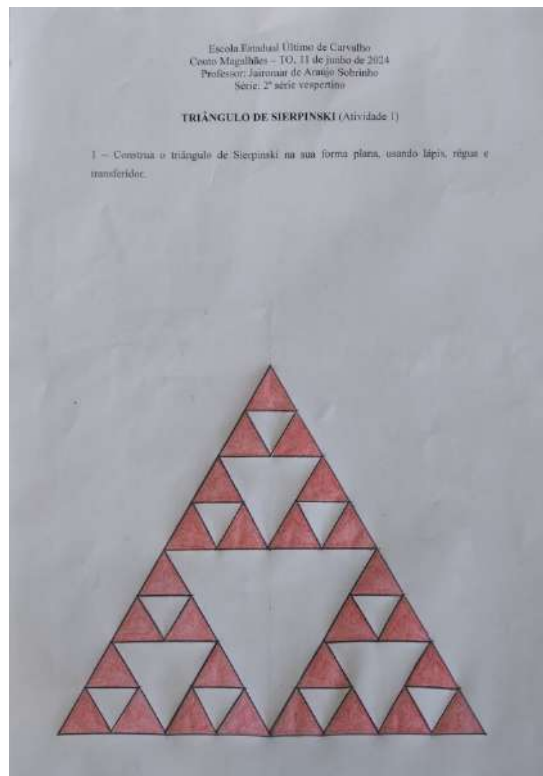 Escola Estadual Último de Carvalho
Couto Magalhães – TO, 11 de junho de 2024
Professor: Jairomar de Araújo Sobrinho
Série: 2ª série vespertino
TRIÂNGULO DE SIERPINSKI (Atividade 1)
1 – Construa o triângulo de Sierpinski na sua forma plana, usando lápis, régua e
transferidor.